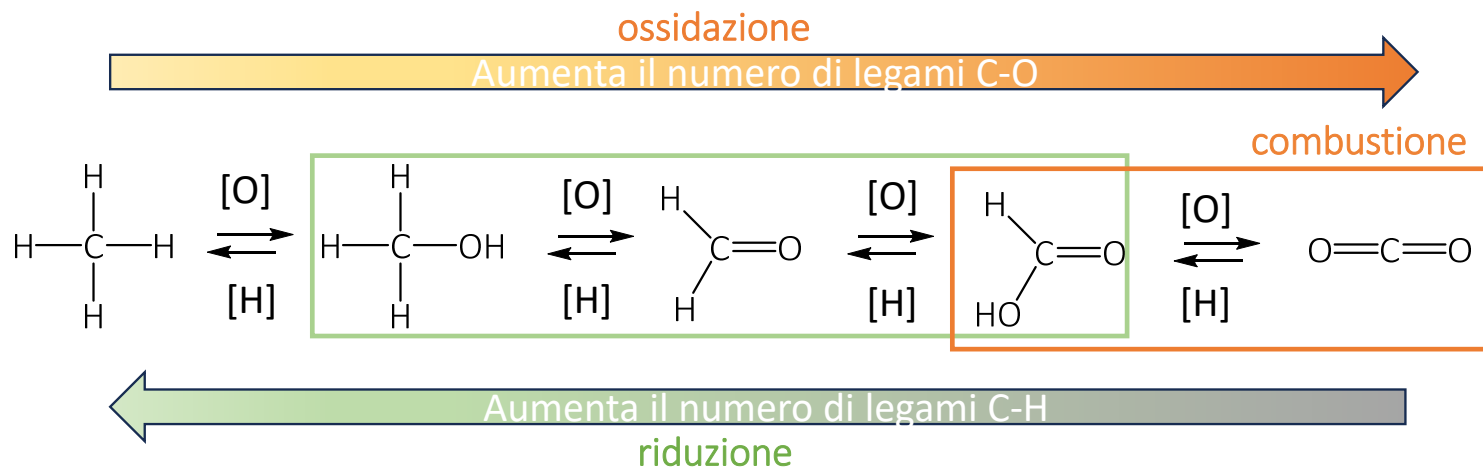 ossidazione
Aumenta il numero di legami C-O
combustione
H H H
[O] [O] [O] [O]
H C H H C OH C O C O O C O
[H] [H] [H] [H]
H H H HO
Aumenta il numero di legami C-H
riduzione